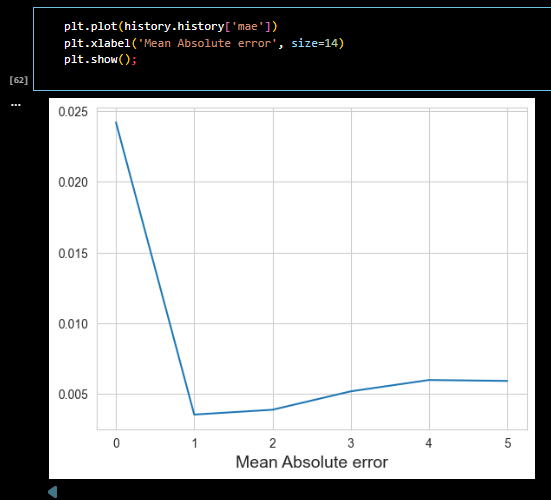 plt.plot(history.history['mae'])
plt.xlabel('Mean Absolute error', size=14)
plt.show();
[62]
...
0.025
0.020
0.015
0.010
0.005
0 1 2 3 4 5
Mean Absolute error